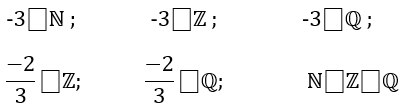 -3□ℕ ; -3□ℤ ; -3□ℚ ;
−2/3 □ℤ; −2/3 □ℚ; ℕ□ℤ□ℚ